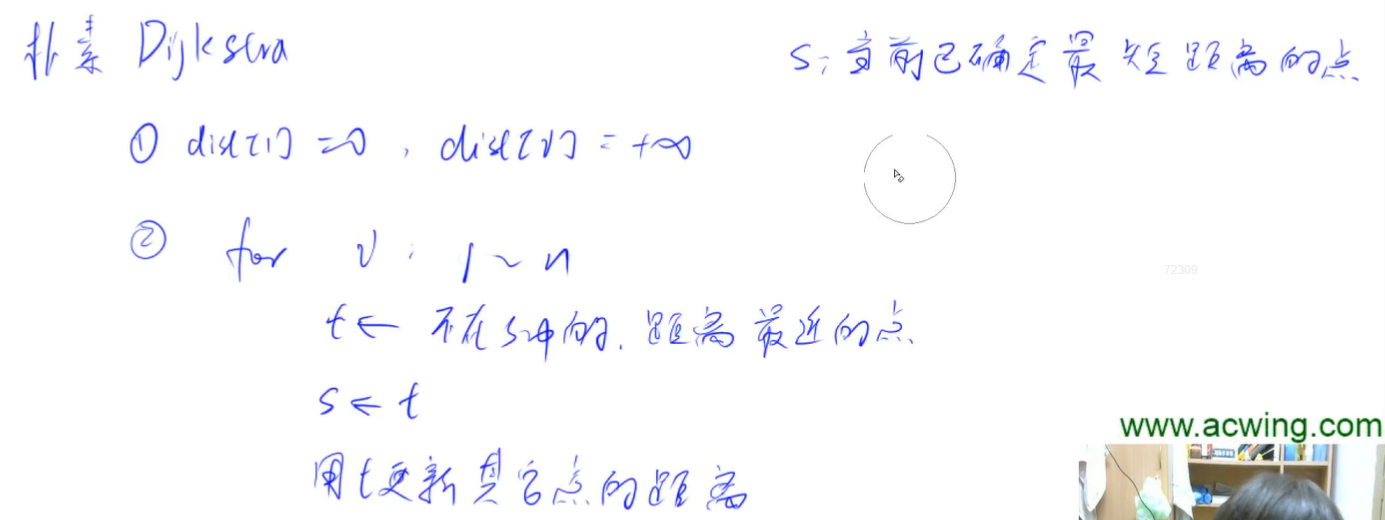 朴素 Dijkstra
S: 当前已确定最短距离的点
① dist[1] = 0, dist[i] = +∞
② for i: 1 ~ n
t ← 不在S中的, 距离最近的点
S ← t
用t更新其它点的距离
72309
www.acwing.com